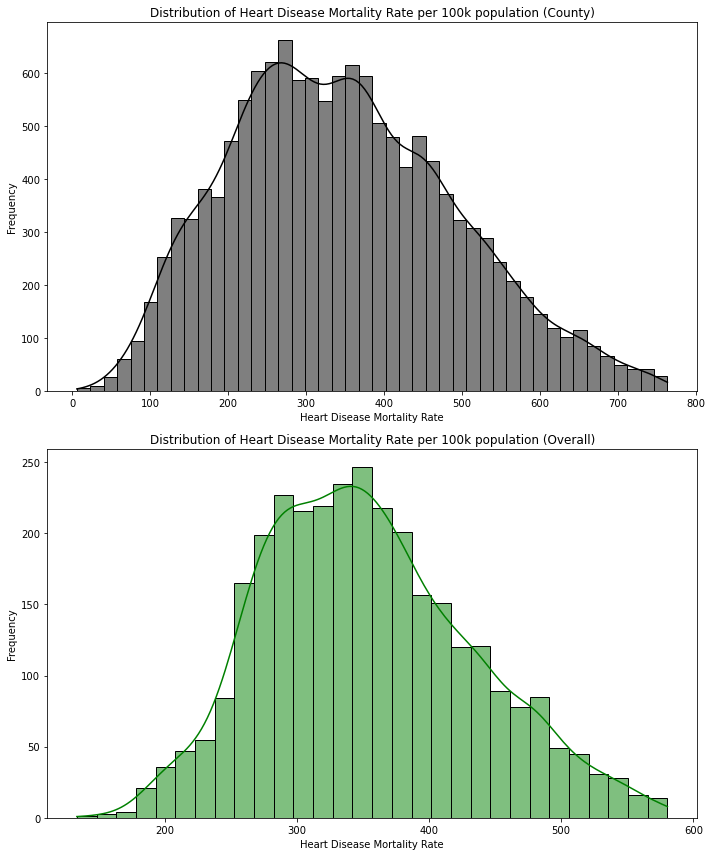 Distribution of Heart Disease Mortality Rate per 100k population (County)
600
500
400
300
200
100
0
Frequency
0 100 200 300 400 500 600 700 800
Heart Disease Mortality Rate
Distribution of Heart Disease Mortality Rate per 100k population (Overall)
250
200
150
100
50
0
Frequency
200 300 400 500 600
Heart Disease Mortality Rate